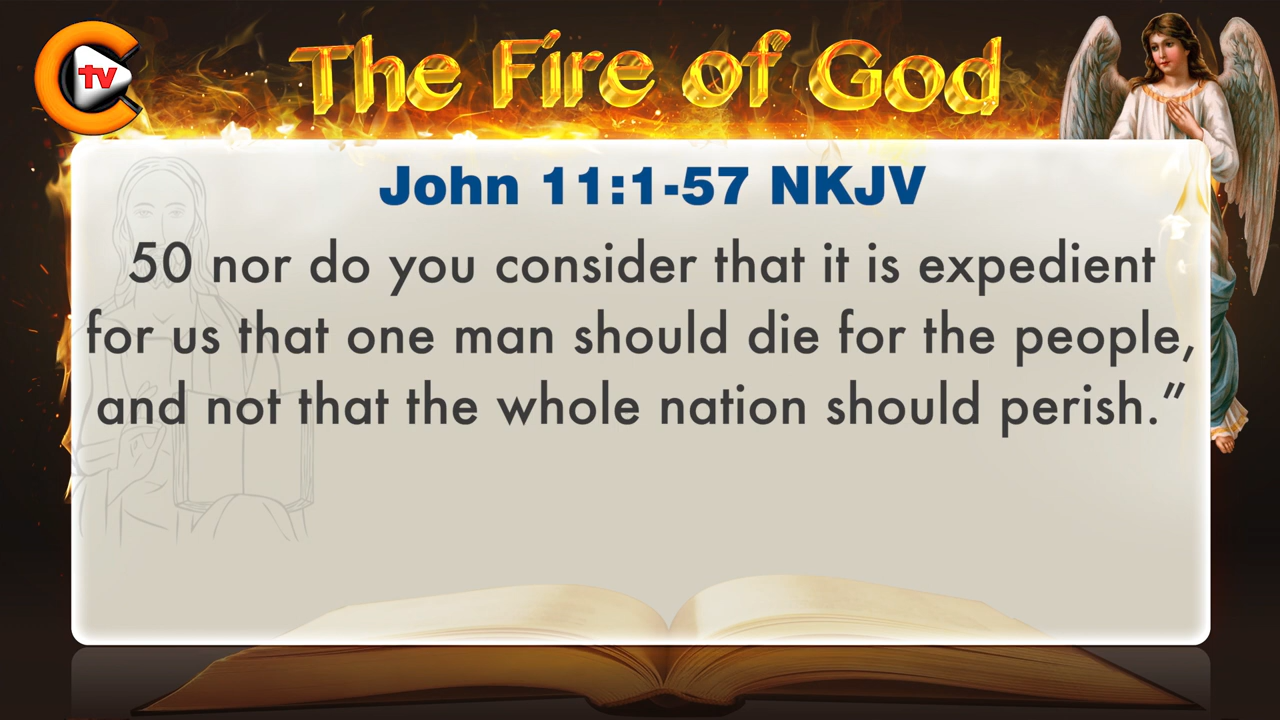 tv
The Fire of God
John 11:1-57 NKJV
50 nor do you consider that it is expedient
for us that one man should die for the people,
and not that the whole nation should perish.”